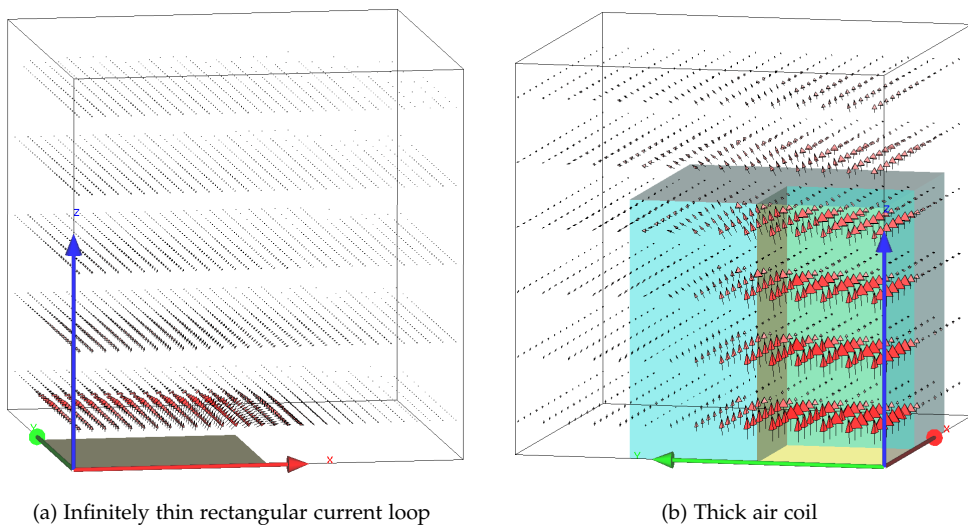 z
Y
X
(a) Infinitely thin rectangular current loop
z
Y
X
(b) Thick air coil